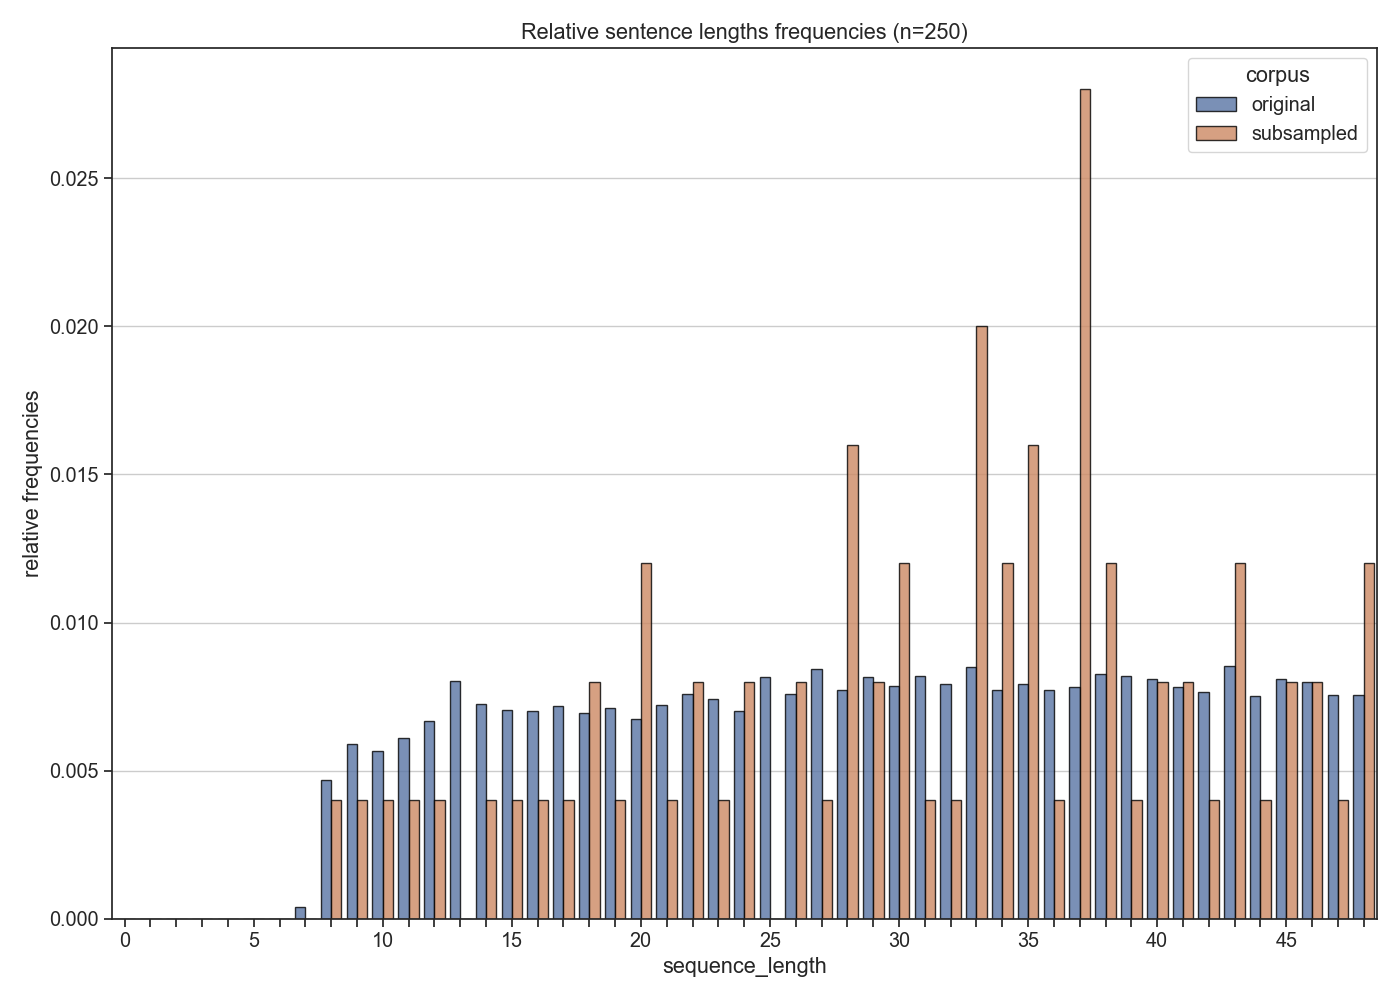 Relative sentence lengths frequencies (n=250)
corpus
original
subsampled
relative frequencies
0.025
0.020
0.015
0.010
0.005
0.000
0 5 10 15 20 25 30 35 40 45
sequence_length